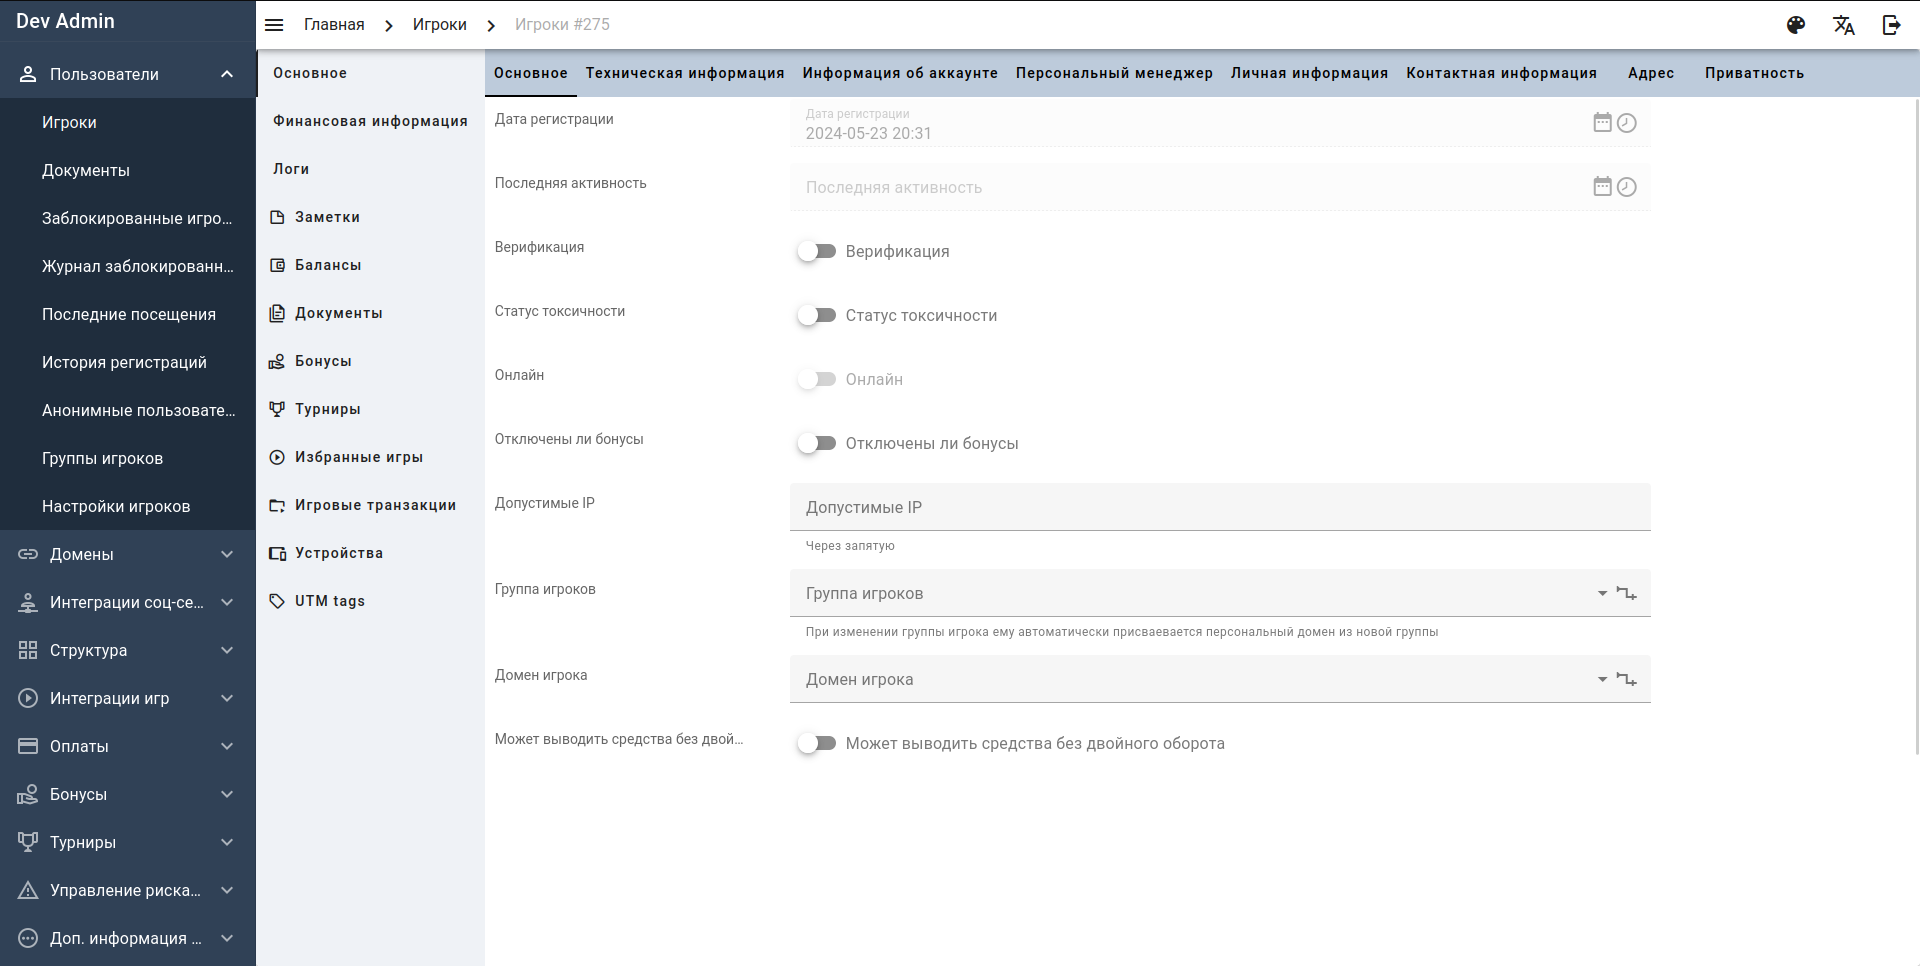 Dev Admin
Главная
Игроки
Игроки #275
Пользователи
Игроки
Документы
Заблокированные игро...
Журнал заблокированн...
Последние посещения
История регистраций
Анонимные пользовате...
Группы игроков
Настройки игроков
Домены
Интеграции соц-се...
Структура
Интеграции игр
Оплаты
Бонусы
Турниры
Управление риска...
Доп. информация ...
Основное
Финансовая информация
Логи
Заметки
Балансы
Документы
Бонусы
Турниры
Избранные игры
Игровые транзакции
Устройства
UTM tags
Основное
Техническая информация
Информация об аккаунте
Персональный менеджер
Личная информация
Контактная информация
Адрес
Приватность
Дата регистрации
Дата регистрации
2024-05-23 20:31
Последняя активность
Последняя активность
Верификация
Верификация
Статус токсичности
Статус токсичности
Онлайн
Онлайн
Отключены ли бонусы
Отключены ли бонусы
Допустимые IP
Допустимые IP
Через запятую
Группа игроков
Группа игроков
При изменении группы игрока ему автоматически присваевается персональный домен из новой группы
Домен игрока
Домен игрока
Может выводить средства без двой...
Может выводить средства без двойного оборота